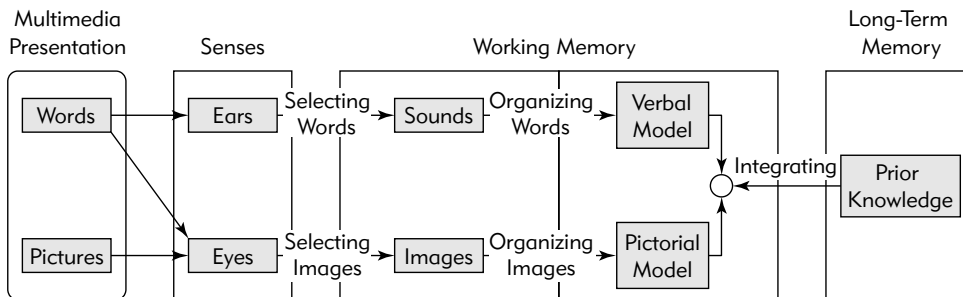 Multimedia
Presentation
Senses
Working Memory
Long-Term
Memory
Words
Ears
Selecting
Words
Sounds
Organizing
Words
Verbal
Model
Integrating
Prior
Knowledge
Pictures
Eyes
Selecting
Images
Images
Organizing
Images
Pictorial
Model